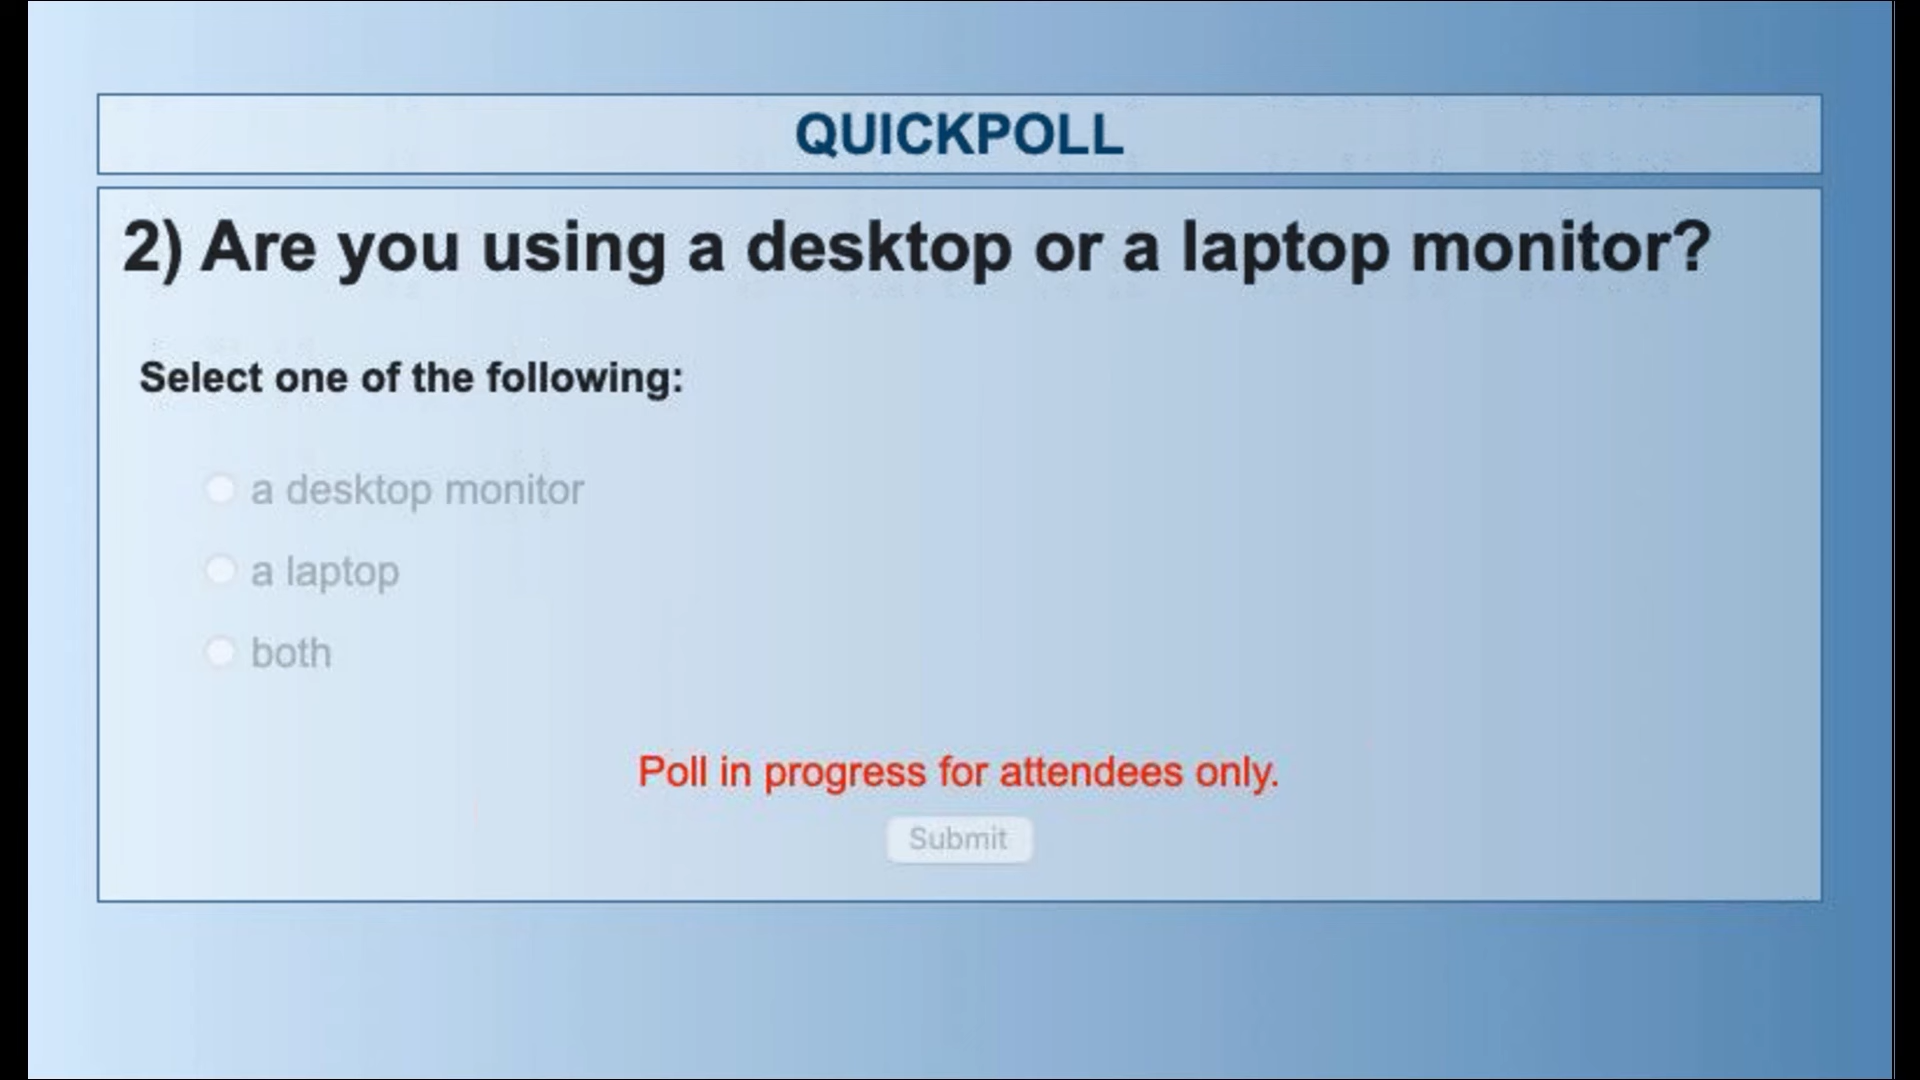 QUICKPOLL
2) Are you using a desktop or a laptop monitor?
Select one of the following:
a desktop monitor
a laptop
both
Poll in progress for attendees only.
Submit